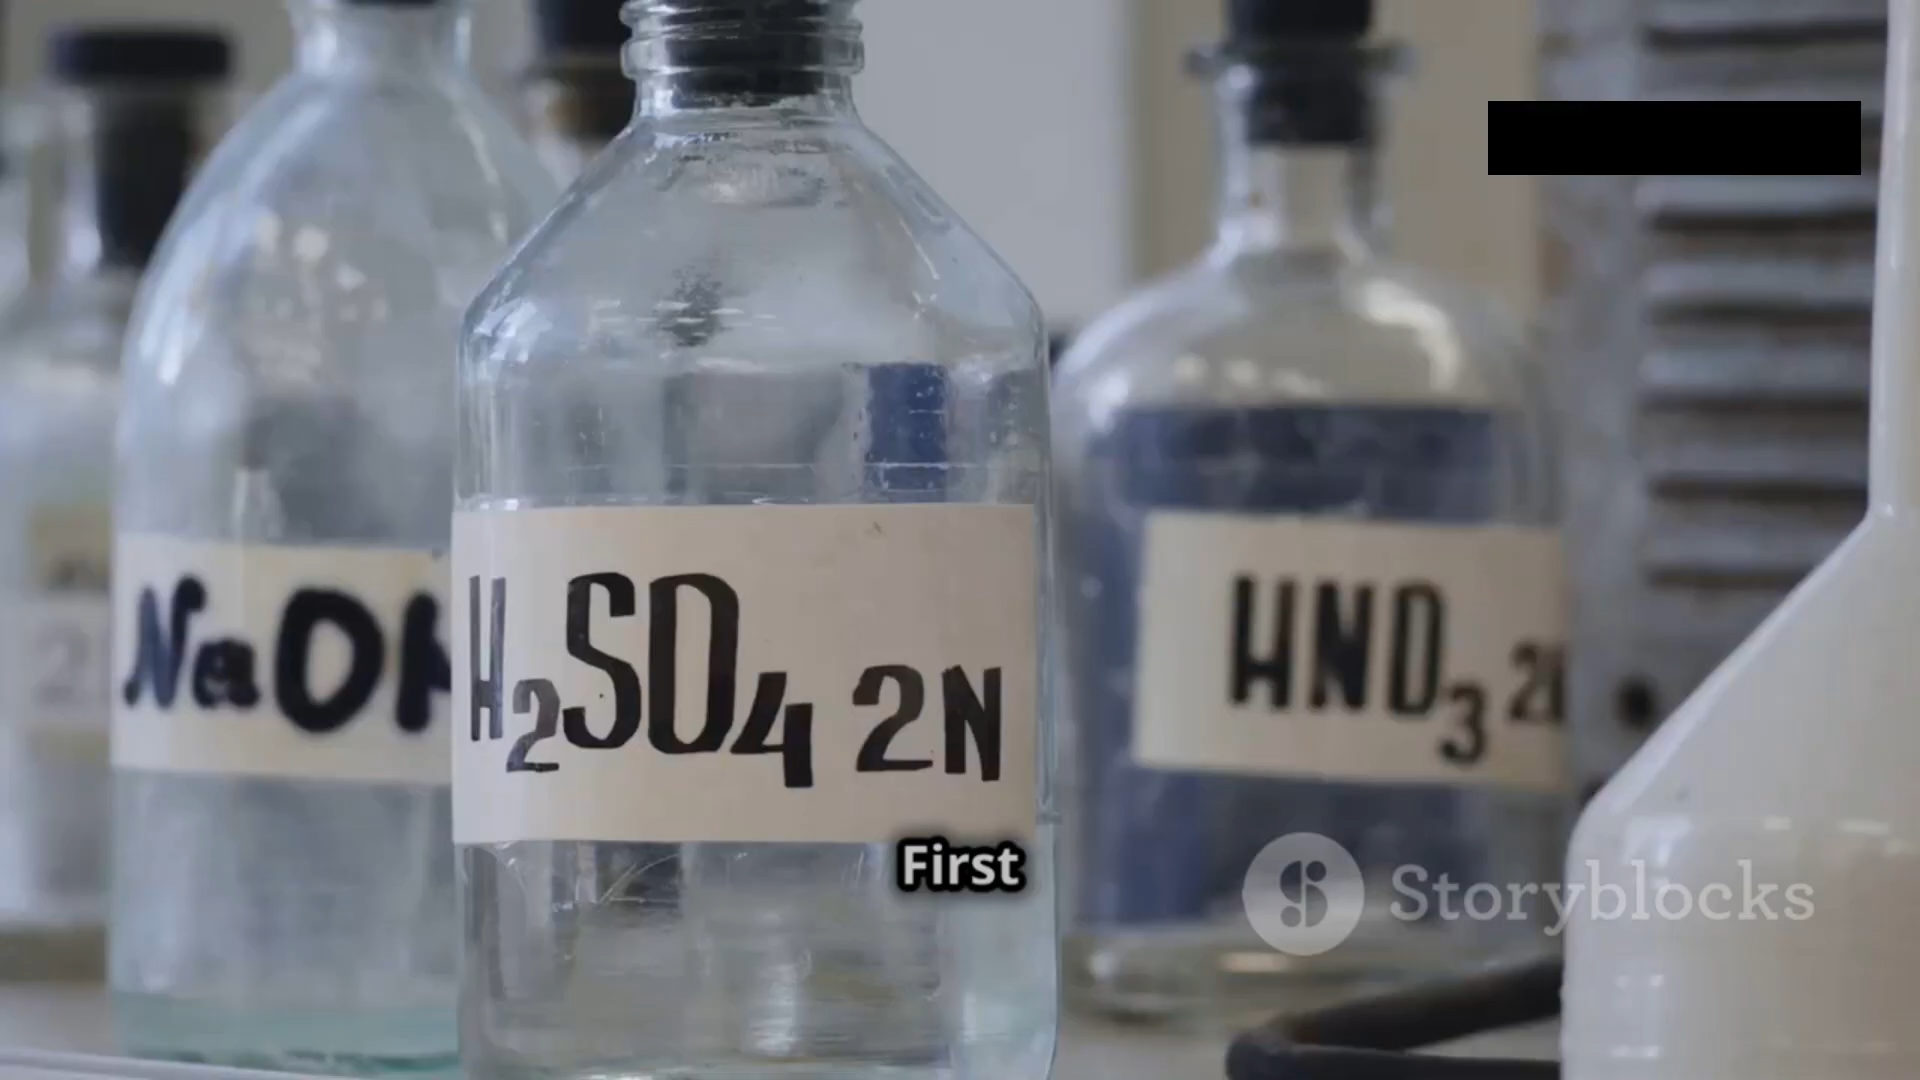 NaOH
H₂SO₄ 2N
HNO₃
First
Storyblocks